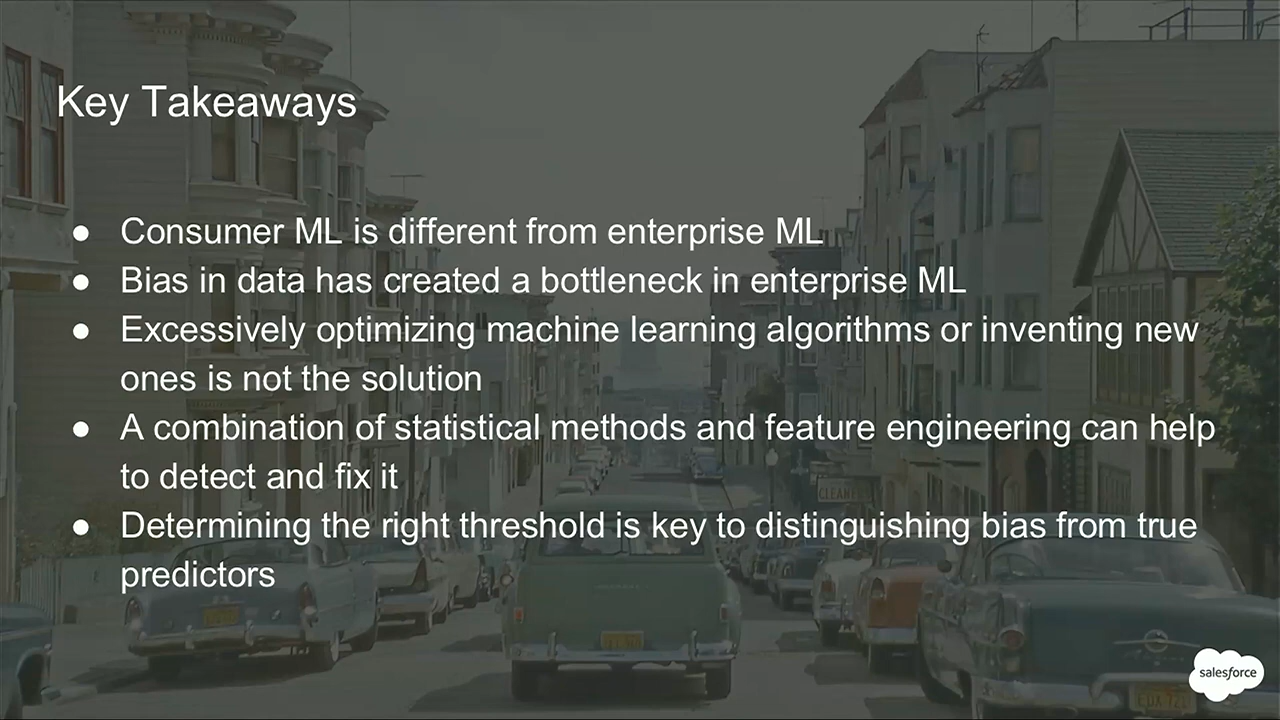 Key Takeaways
● Consumer ML is different from enterprise ML
● Bias in data has created a bottleneck in enterprise ML
● Excessively optimizing machine learning algorithms or inventing new
ones is not the solution
● A combination of statistical methods and feature engineering can help
to detect and fix it
● Determining the right threshold is key to distinguishing bias from true
predictors
CLEANERS
salesforce